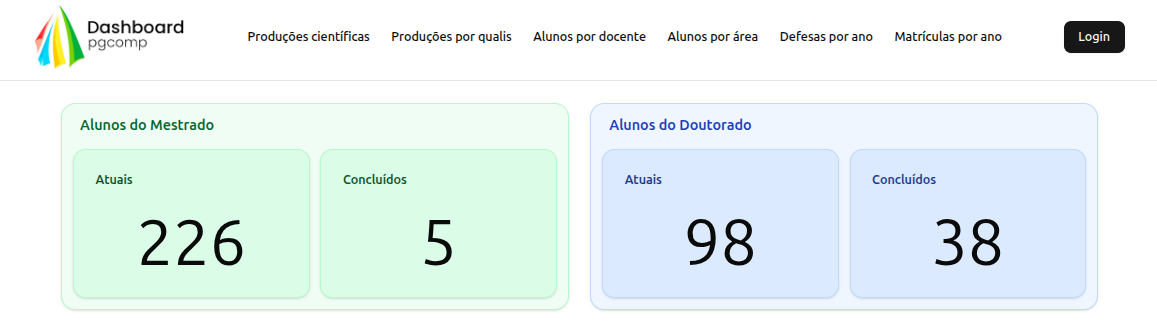 Dashboard
pgcomp
Produções científicas Produções por qualis Alunos por docente Alunos por área Defesas por ano Matrículas por ano Login
Alunos do Mestrado
Atuais
226
Concluídos
5
Alunos do Doutorado
Atuais
98
Concluídos
38